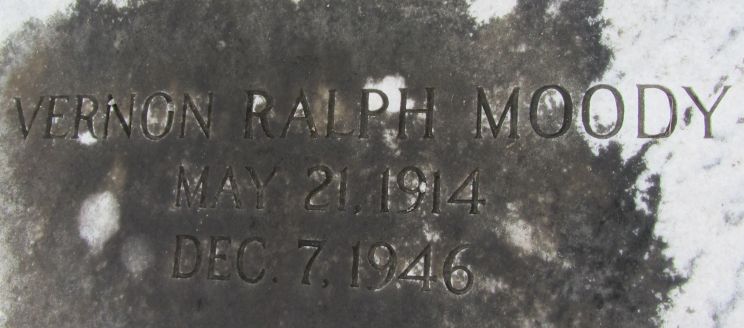 VERNON RALPH MOODY
MAY 21, 1914
DEC. 7, 1946